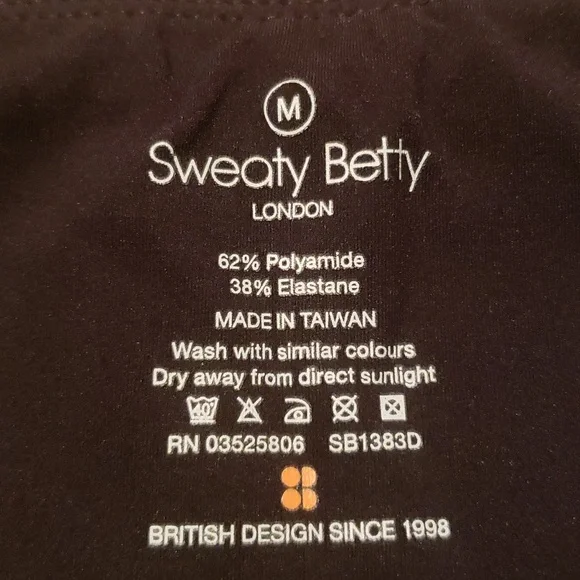 M
Sweaty Betty
LONDON
62% Polyamide
38% Elastane
MADE IN TAIWAN
Wash with similar colours
Dry away from direct sunlight
40
RN 03525806 SB1383D
BRITISH DESIGN SINCE 1998